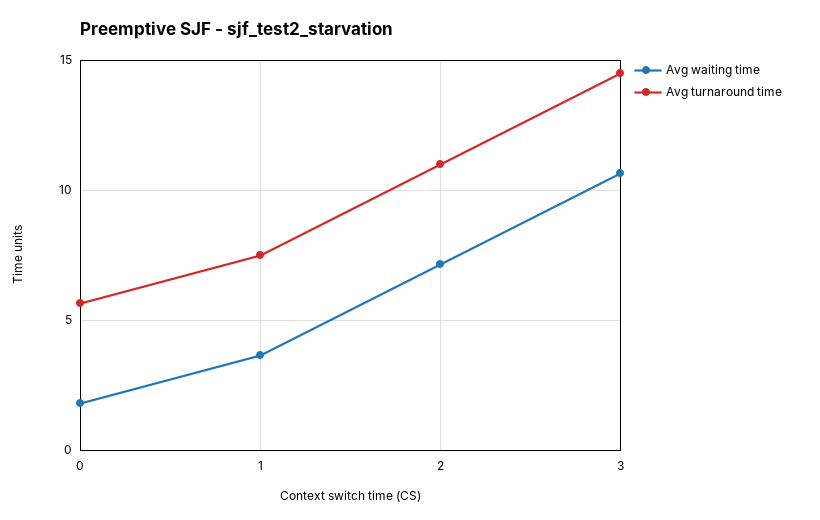 Preemptive SJF - sjf_test2_starvation
15
10
5
0
0
1
2
3
Time units
Context switch time (CS)
Avg waiting time
Avg turnaround time